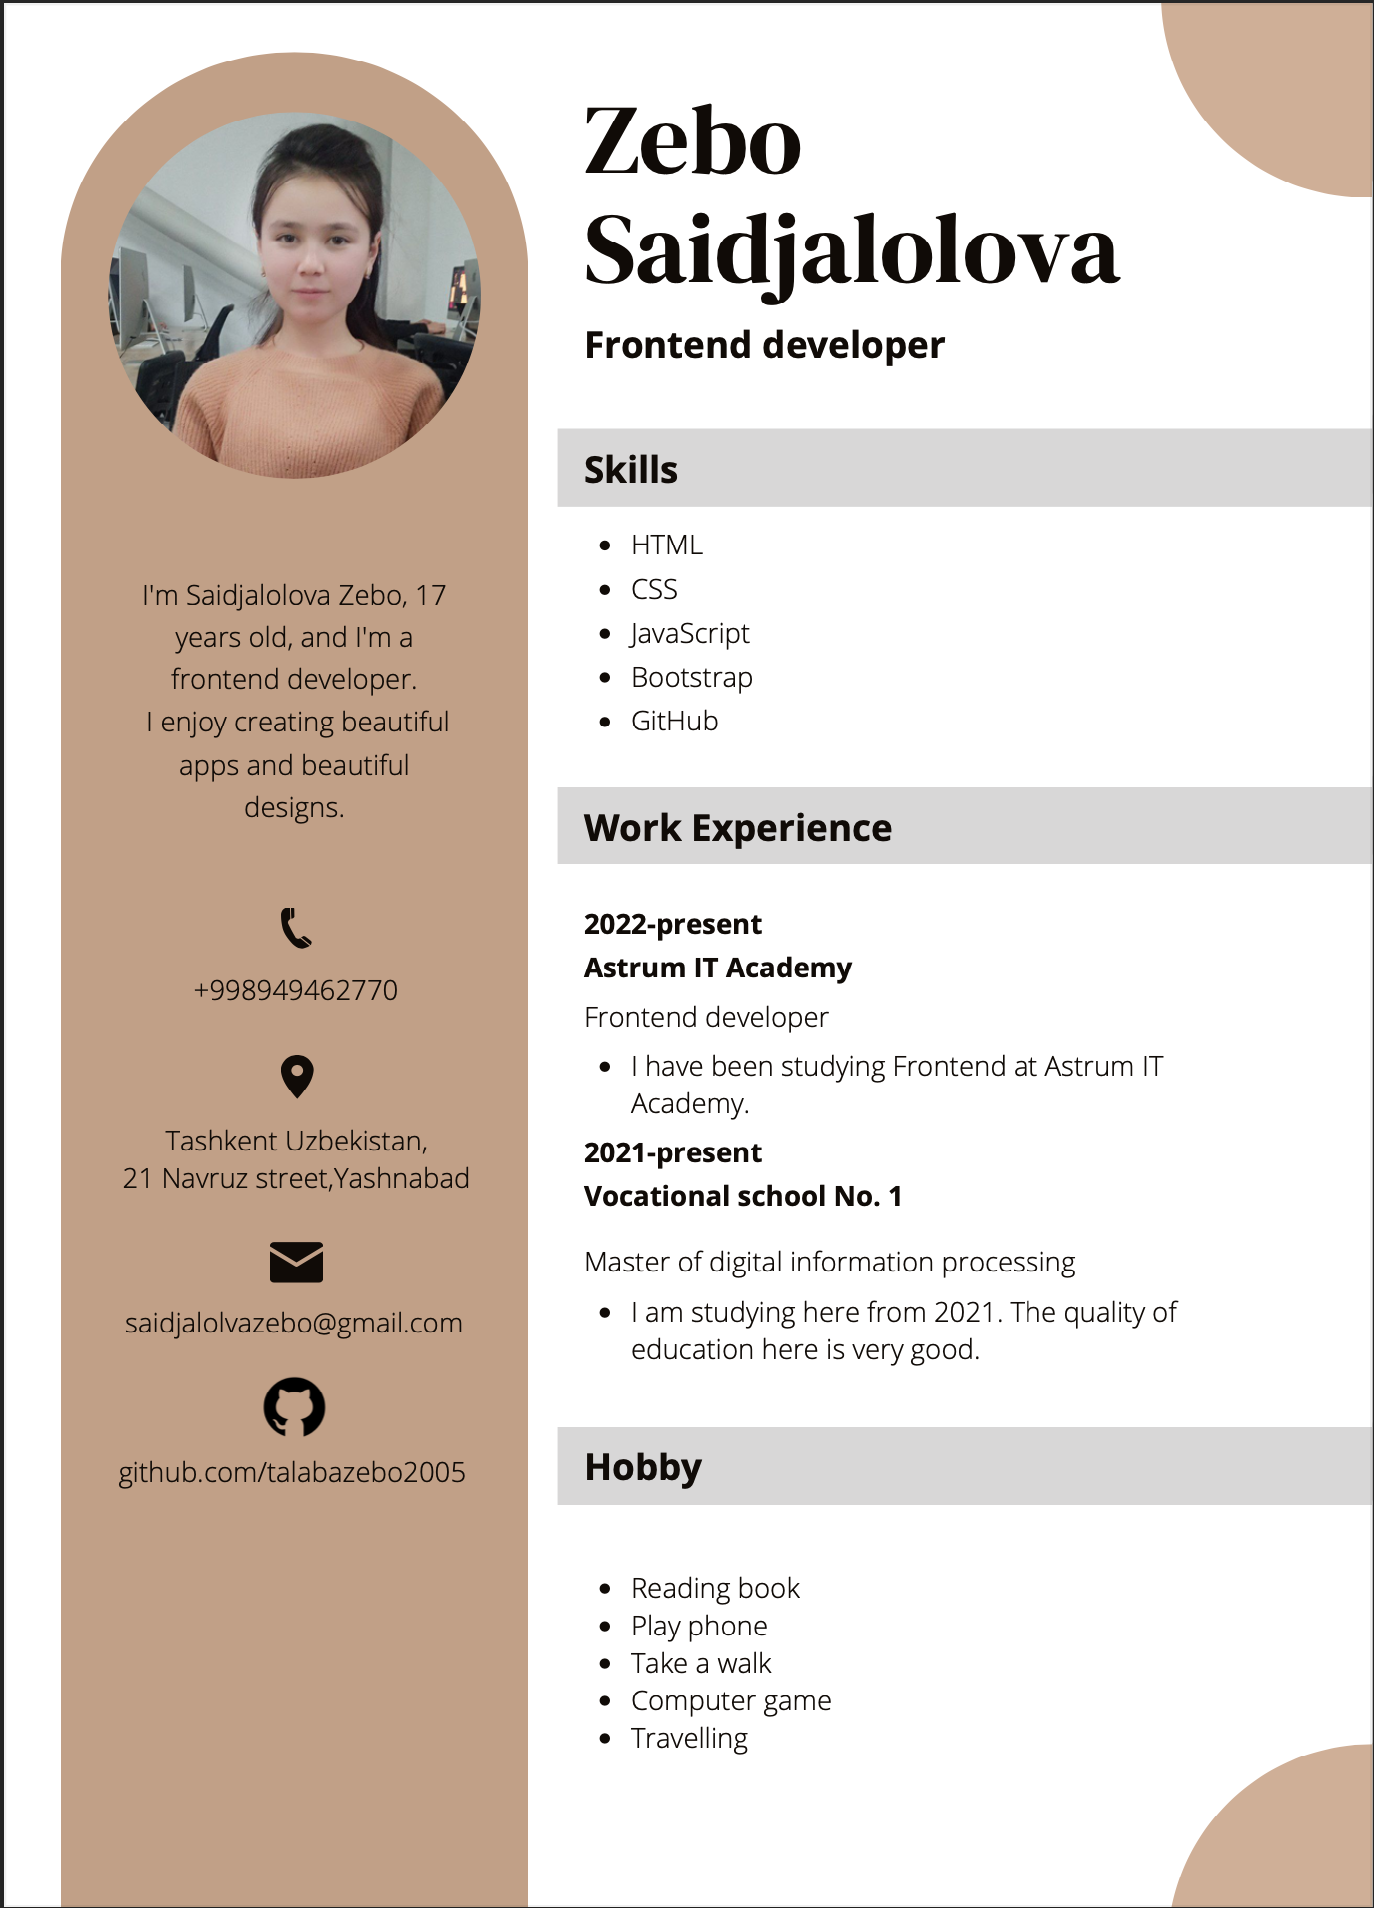 Zebo
Saidjalolova
Frontend developer
I'm Saidjalolova Zebo, 17
years old, and I'm a
frontend developer.
I enjoy creating beautiful
apps and beautiful
designs.
+998949462770
Tashkent Uzbekistan,
21 Navruz street,Yashnabad
saidjalolvazebo@gmail.com
github.com/talabazebo2005
Skills
• HTML
• CSS
• JavaScript
• Bootstrap
• GitHub
Work Experience
2022-present
Astrum IT Academy
Frontend developer
• I have been studying Frontend at Astrum IT
Academy.
2021-present
Vocational school No. 1
Master of digital information processing
• I am studying here from 2021. The quality of
education here is very good.
Hobby
• Reading book
• Play phone
• Take a walk
• Computer game
• Travelling